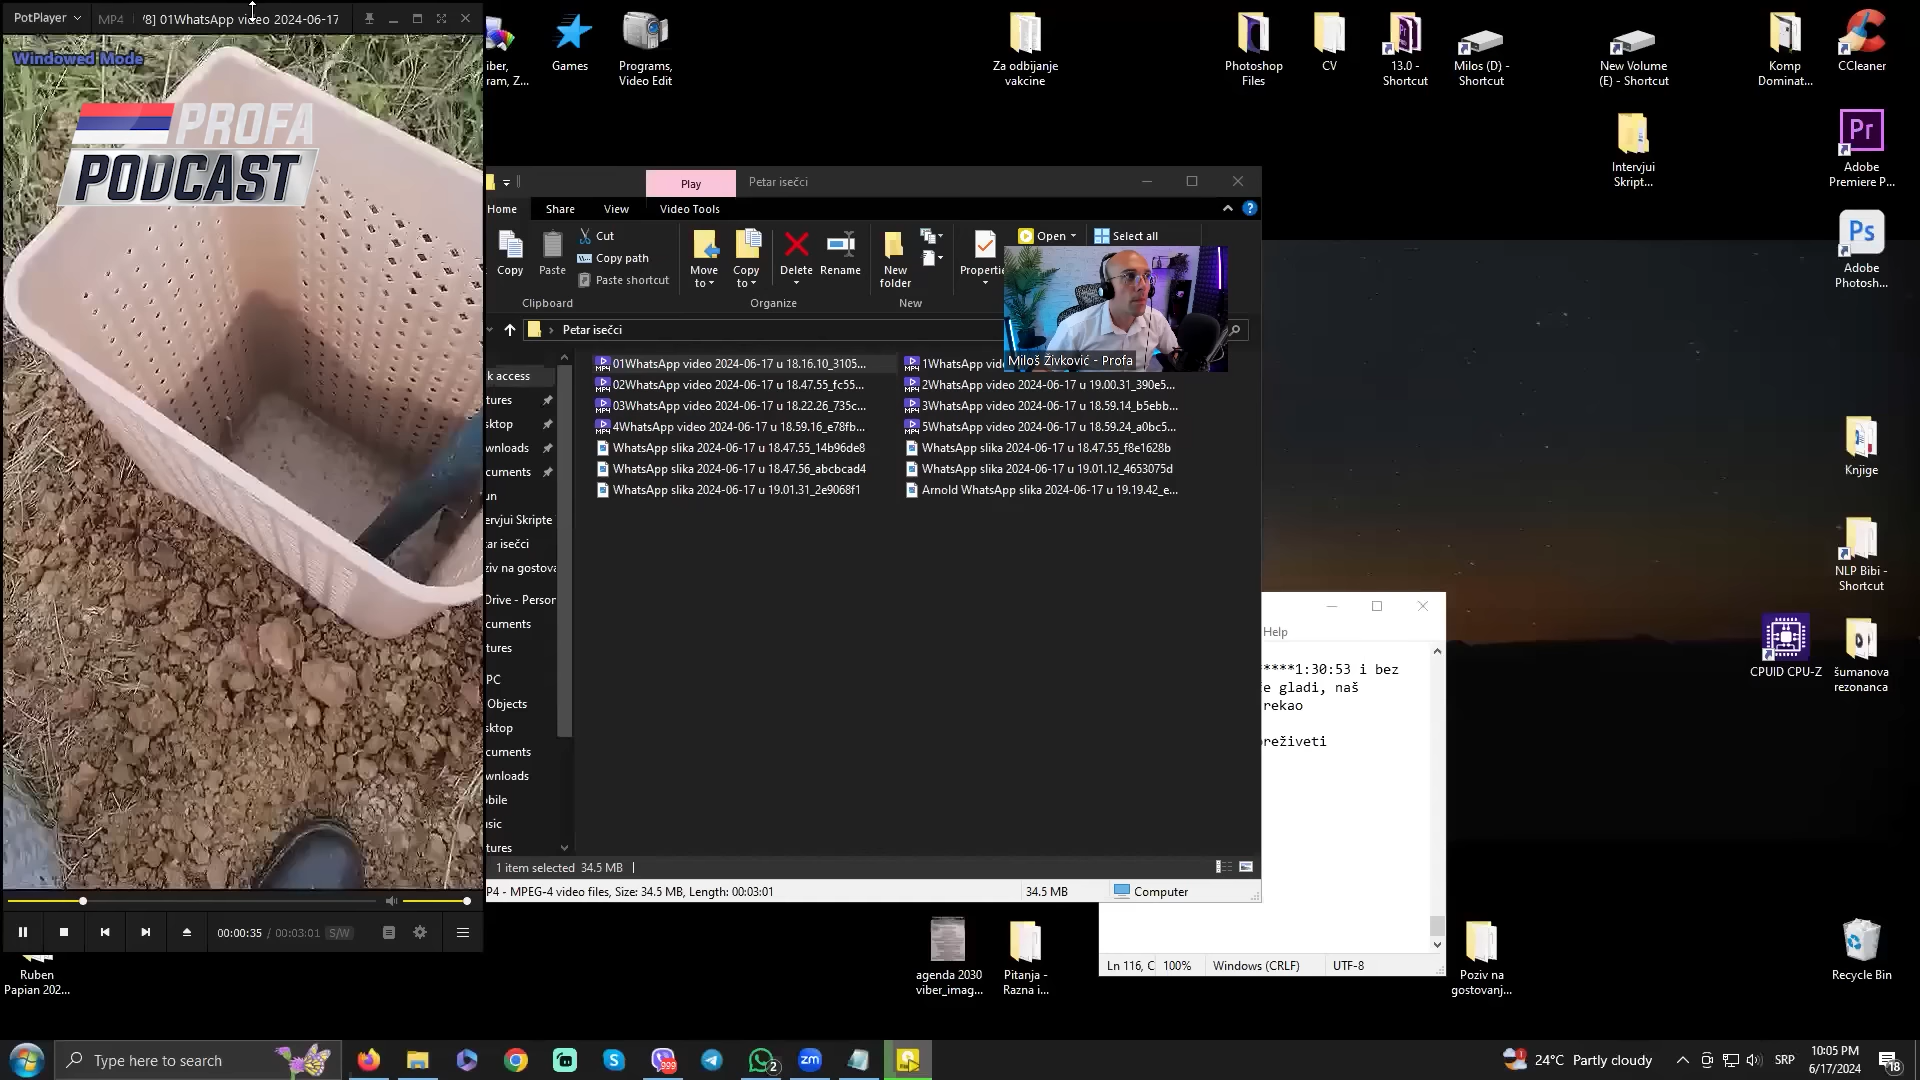 PotPlayer
MP4
/8] 01WhatsApp video 2024-06-17
Windowed Mode
PROFA
PODCAST
00:00:35 / 00:03:01 S/W
Games
Programs,
Video Edit
Za odbijanje
vakcine
Photoshop
Files
CV
13.0 -
Shortcut
Milos (D) -
Shortcut
New Volume
(E) - Shortcut
Komp
Dominat...
CCleaner
Intervjui
Skript...
Adobe
Premiere P...
Adobe
Photosh...
Knjige
NLP Bibi -
Shortcut
CPUID CPU-Z
šumanova
rezonanca
Play
Petar isečci
Home
Share
View
Video Tools
Copy
Paste
Cut
Copy path
Paste shortcut
Clipboard
Move
to
Copy
to
Delete
Rename
Organize
New
folder
New
Open
Select all
Petar isečci
Miloš Živković - Profa
01WhatsApp video 2024-06-17 u 18.16.10_3105...
02WhatsApp video 2024-06-17 u 18.47.55_fc55...
2WhatsApp video 2024-06-17 u 19.00.31_390e5...
03WhatsApp video 2024-06-17 u 18.22.26_735c...
3WhatsApp video 2024-06-17 u 18.59.14_b5ebb...
4WhatsApp video 2024-06-17 u 18.59.16_e78fb...
5WhatsApp video 2024-06-17 u 18.59.24_a0bc5...
WhatsApp slika 2024-06-17 u 18.47.55_14b96de8
WhatsApp slika 2024-06-17 u 18.47.55_f8e1628b
WhatsApp slika 2024-06-17 u 18.47.56_abcbcad4
WhatsApp slika 2024-06-17 u 19.01.12_4653075d
WhatsApp slika 2024-06-17 u 19.01.31_2e9068f1
Arnold WhatsApp slika 2024-06-17 u 19.19.42_e...
k access
1 item selected 34.5 MB
P4 - MPEG-4 video files, Size: 34.5 MB, Length: 00:03:01
34.5 MB
Computer
Help
****1:30:53 i bez
e gladi, naš
rekao
preživeti
Ln 116, C
100%
Windows (CRLF)
UTF-8
Ruben
Papian 202...
agenda 2030
viber_imag...
Pitanja -
Razna i...
Poziv na
gostovanj...
Recycle Bin
Type here to search
24°C Partly cloudy
SRP
10:05 PM
6/17/2024
18